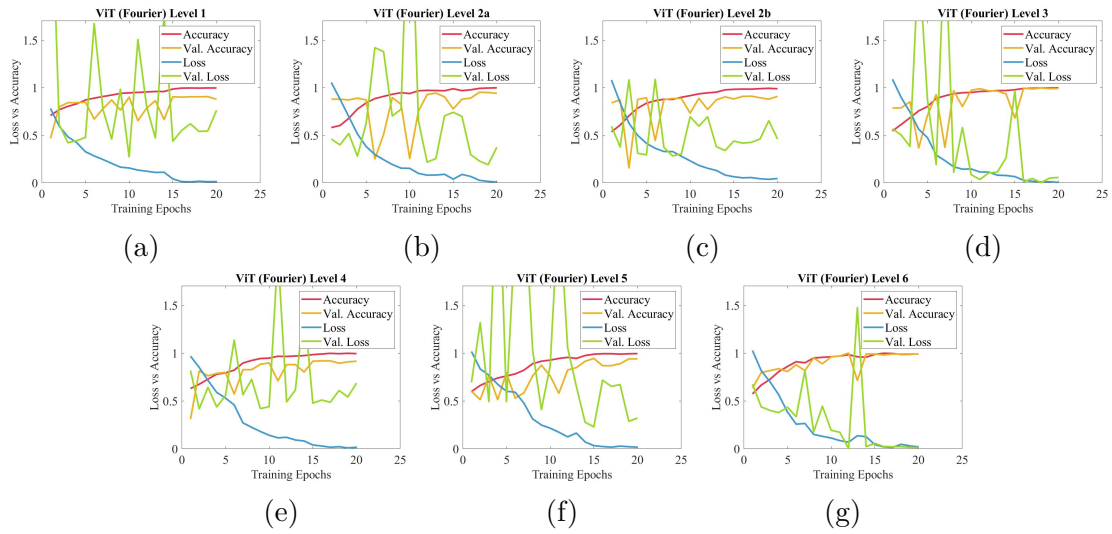 ViT (Fourier) Level 1
1
0.5
0
Loss vs Accuracy
Accuracy
Val. Accuracy
Loss
Val. Loss
0 5 10 15 20 25
Training Epochs
(a)
ViT (Fourier) Level 2a
1.5
1
0.5
0
Loss vs Accuracy
Accuracy
Val. Accuracy
Loss
Val. Loss
0 5 10 15 20 25
Training Epochs
(b)
ViT (Fourier) Level 2b
1.5
1
0.5
0
Loss vs Accuracy
Accuracy
Val. Accuracy
Loss
Val. Loss
0 5 10 15 20 25
Training Epochs
(c)
ViT (Fourier) Level 3
1.5
1
0.5
0
Loss vs Accuracy
Accuracy
Val. Accuracy
Loss
Val. Loss
0 5 10 15 20 25
Training Epochs
(d)
ViT (Fourier) Level 4
1.5
1
0.5
0
Loss vs Accuracy
Accuracy
Val. Accuracy
Loss
Val. Loss
0 5 10 15 20 25
Training Epochs
(e)
ViT (Fourier) Level 5
1.5
1
0.5
0
Loss vs Accuracy
Accuracy
Val. Accuracy
Loss
Val. Loss
0 5 10 15 20 25
Training Epochs
(f)
ViT (Fourier) Level 6
1.5
1
0.5
0
Loss vs Accuracy
Accuracy
Val. Accuracy
Loss
Val. Loss
0 5 10 15 20 25
Training Epochs
(g)